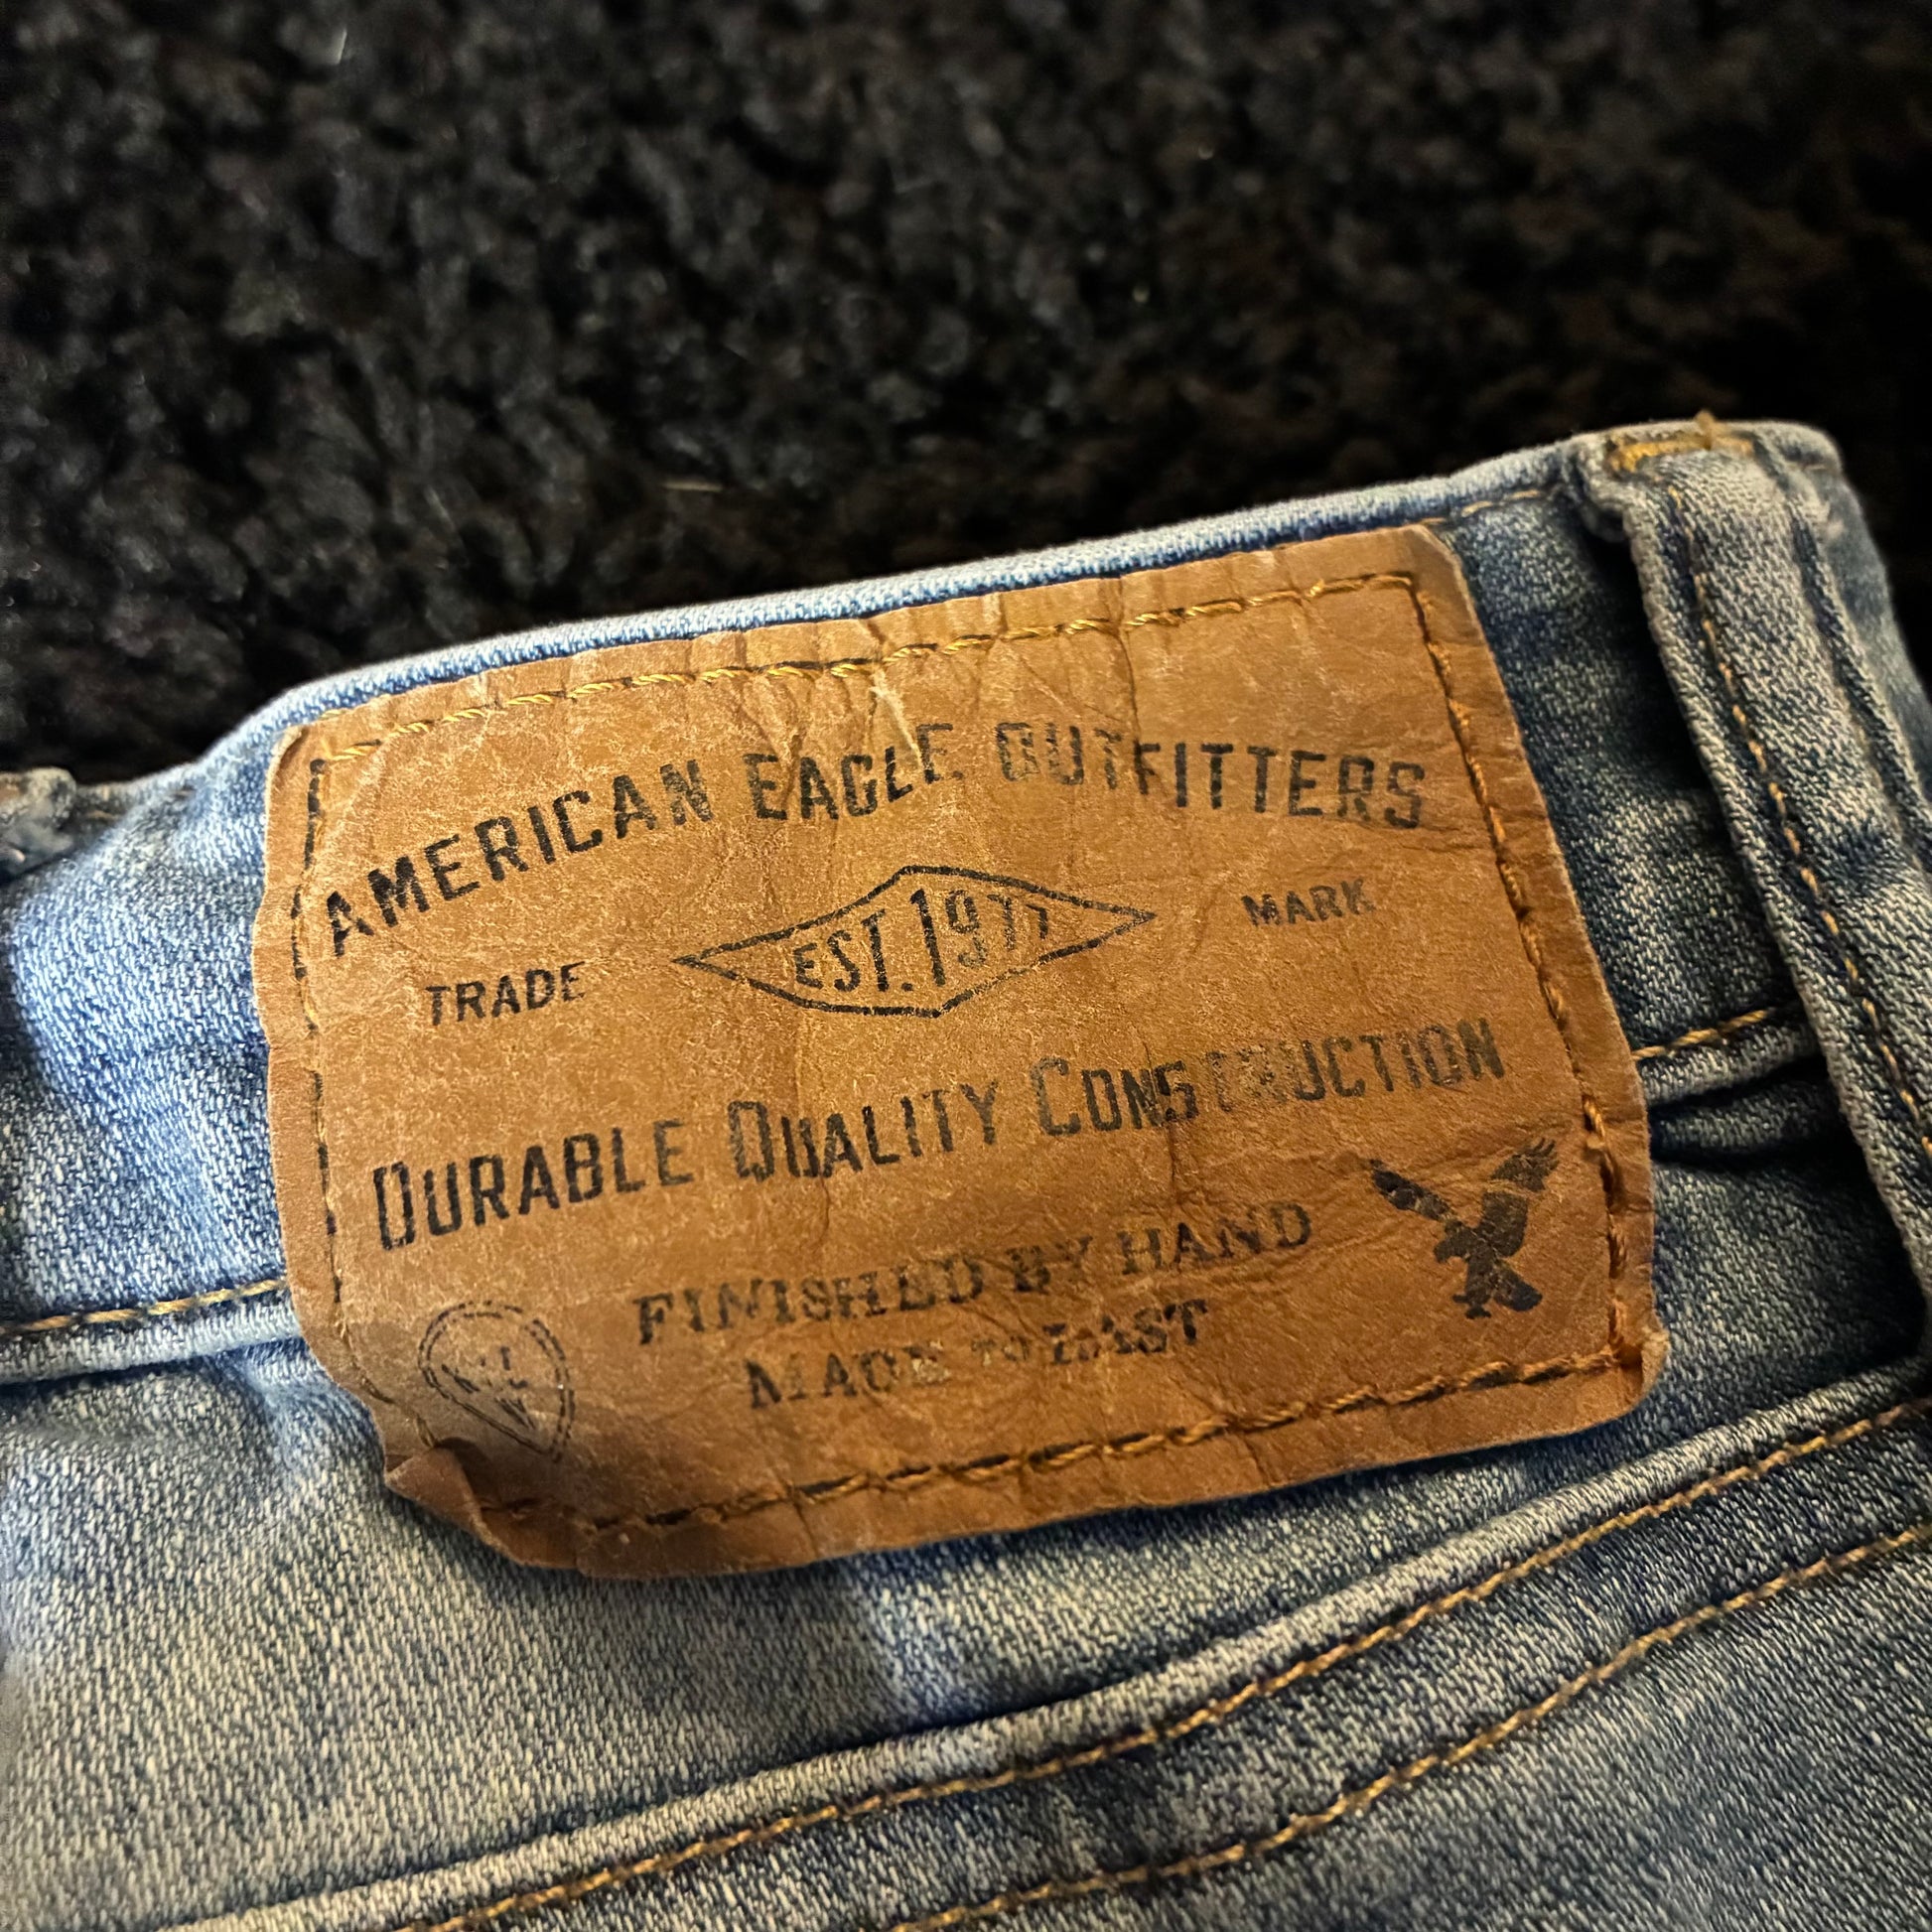 AMERICAN EAGLE OUTFITTERS
TRADE EST. 1977 MARK
DURABLE QUALITY CONSTRUCTION
FINISHED BY HAND
MADE TO LAST